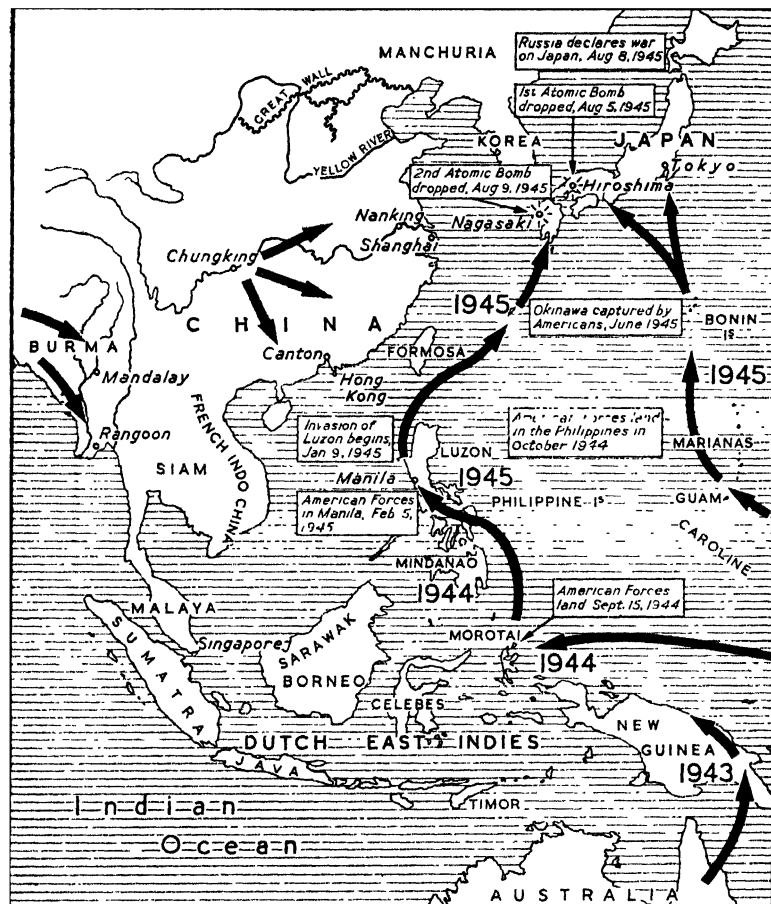 MANCHURIA
Russia declares war
on Japan, Aug 8, 1945
GREAT WALL
1st Atomic Bomb
dropped, Aug 5, 1945
YELLOW RIVER
KOREA
JAPAN
Tokyo
2nd Atomic Bomb
dropped, Aug 9, 1945
Hiroshima
Nagasaki
Nanking
Shanghai
Chungking
CHINA
1945
Okinawa captured by
Americans, June 1945
BONIN
Is
BURMA
Mandalay
Canton
Hong
Kong
FORMOSA
1945
Rangoon
FRENCH INDO CHINA
SIAM
Invasion of
Luzon begins,
Jan 9, 1945
Forces land
in the Philippines in
October 1944
MARIANAS
LUZON
1945
Manila
American Forces
in Manila, Feb 5,
1945
PHILIPPINE Is
GUAM
CAROLINE
MINDANAO
1944
American Forces
land Sept. 15, 1944
MALAYA
Singapore
SUMATRA
SARAWAK
BORNEO
MOROTAI
1944
CELEBES
DUTCH EAST INDIES
NEW
GUINEA
1943
JAVA
TIMOR
Indian
Ocean
AUSTRALIA